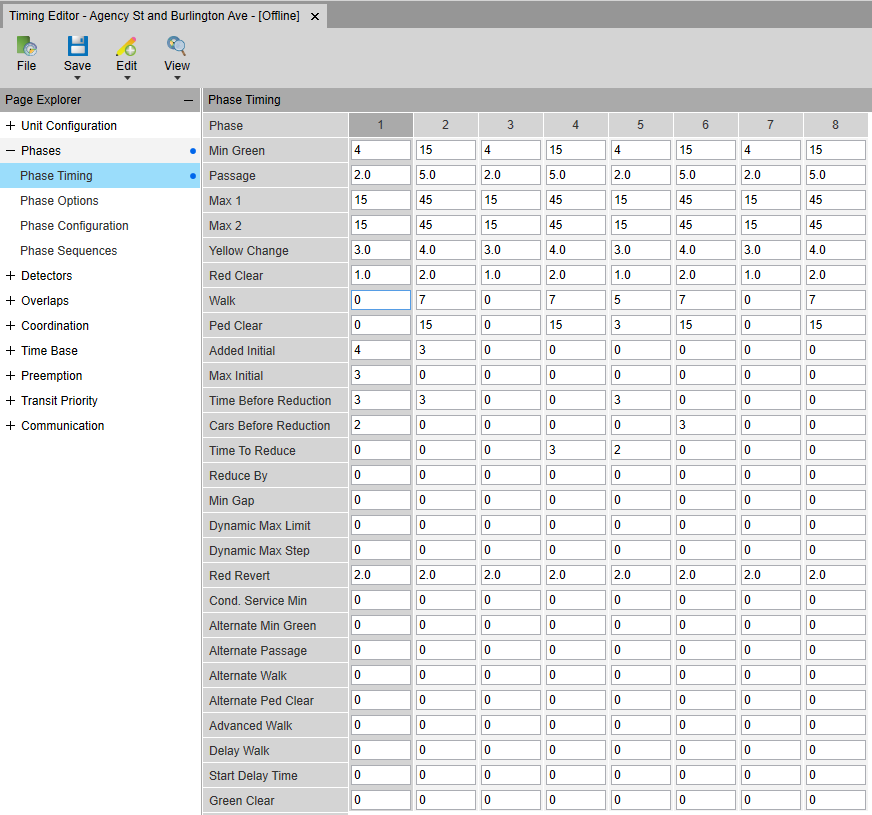 Timing Editor - Agency St and Burlington Ave - [Offline] ×
File Save Edit View
Page Explorer
Unit Configuration
Phases
Phase Timing
Phase Options
Phase Configuration
Phase Sequences
Detectors
Overlaps
Coordination
Time Base
Preemption
Transit Priority
Communication
Phase Timing
Phase 1 2 3 4 5 6 7 8
Min Green 4 15 4 15 4 15 4 15
Passage 2.0 5.0 2.0 5.0 2.0 5.0 2.0 5.0
Max 1 15 45 15 45 15 45 15 45
Max 2 15 45 15 45 15 45 15 45
Yellow Change 3.0 4.0 3.0 4.0 3.0 4.0 3.0 4.0
Red Clear 1.0 2.0 1.0 2.0 1.0 2.0 1.0 2.0
Walk 0 7 0 7 5 7 0 7
Ped Clear 0 15 0 15 3 15 0 15
Added Initial 4 3 0 0 0 0 0 0
Max Initial 3 0 0 0 0 0 0 0
Time Before Reduction 3 3 0 0 3 0 0 0
Cars Before Reduction 2 0 0 0 0 3 0 0
Time To Reduce 0 0 0 3 2 0 0 0
Reduce By 0 0 0 0 0 0 0 0
Min Gap 0 0 0 0 0 0 0 0
Dynamic Max Limit 0 0 0 0 0 0 0 0
Dynamic Max Step 0 0 0 0 0 0 0 0
Red Revert 2.0 2.0 2.0 2.0 2.0 2.0 2.0 2.0
Cond. Service Min 0 0 0 0 0 0 0 0
Alternate Min Green 0 0 0 0 0 0 0 0
Alternate Passage 0 0 0 0 0 0 0 0
Alternate Walk 0 0 0 0 0 0 0 0
Alternate Ped Clear 0 0 0 0 0 0 0 0
Advanced Walk 0 0 0 0 0 0 0 0
Delay Walk 0 0 0 0 0 0 0 0
Start Delay Time 0 0 0 0 0 0 0 0
Green Clear 0 0 0 0 0 0 0 0